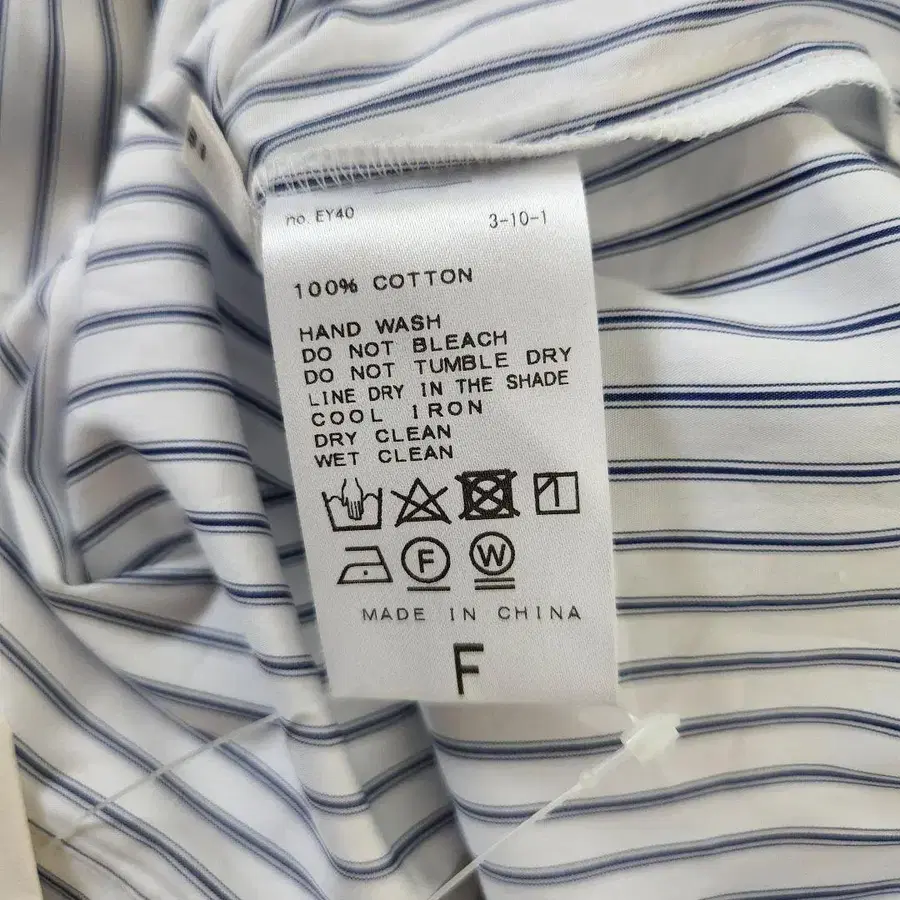 no. EY40
3-10-1
100% COTTON
HAND WASH
DO NOT BLEACH
DO NOT TUMBLE DRY
LINE DRY IN THE SHADE
COOL IRON
DRY CLEAN
WET CLEAN
F W
MADE IN CHINA
F